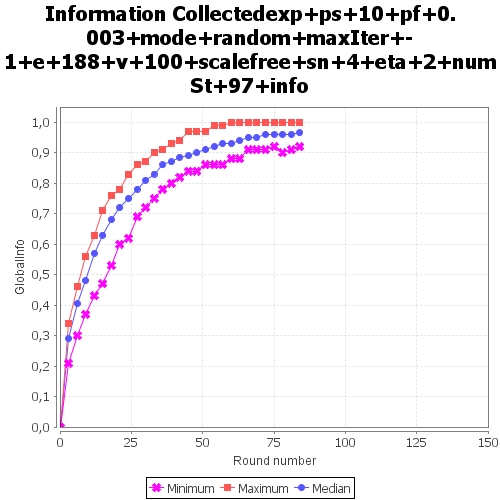 Information Collectedexp+ps+10+pf+0.
003+mode+random+maxIter+-
1+e+188+v+100+scalefree+sn+4+eta+2+num
St+97+info
1,0
0,9
0,8
0,7
0,6
0,5
0,4
0,3
0,2
0,1
0,0
GlobalInfo
0 25 50 75 100 125 150
Round number
Minimum Maximum Median